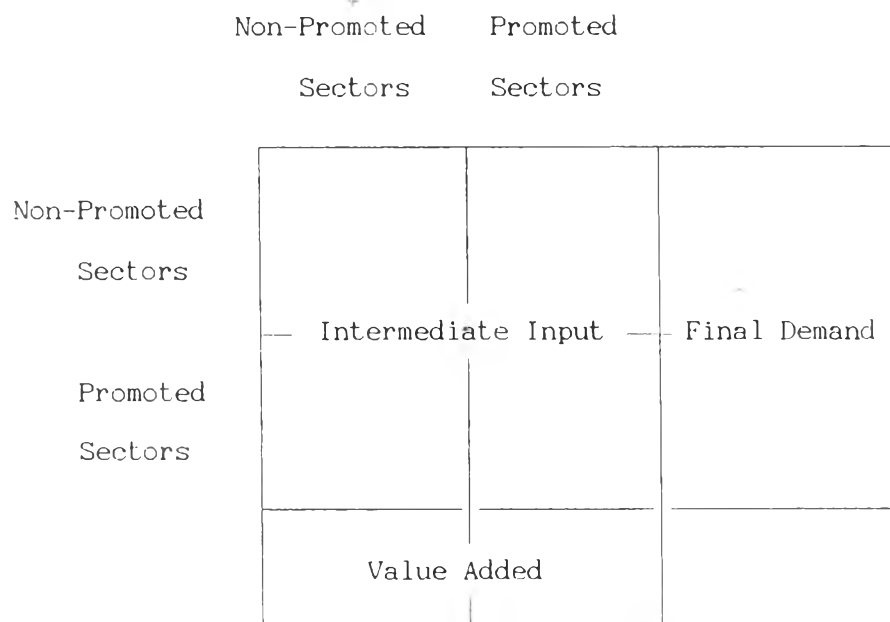 Non-Promoted Promoted
Sectors Sectors
Non-Promoted
Sectors
Intermediate Input Final Demand
Promoted
Sectors
Value Added